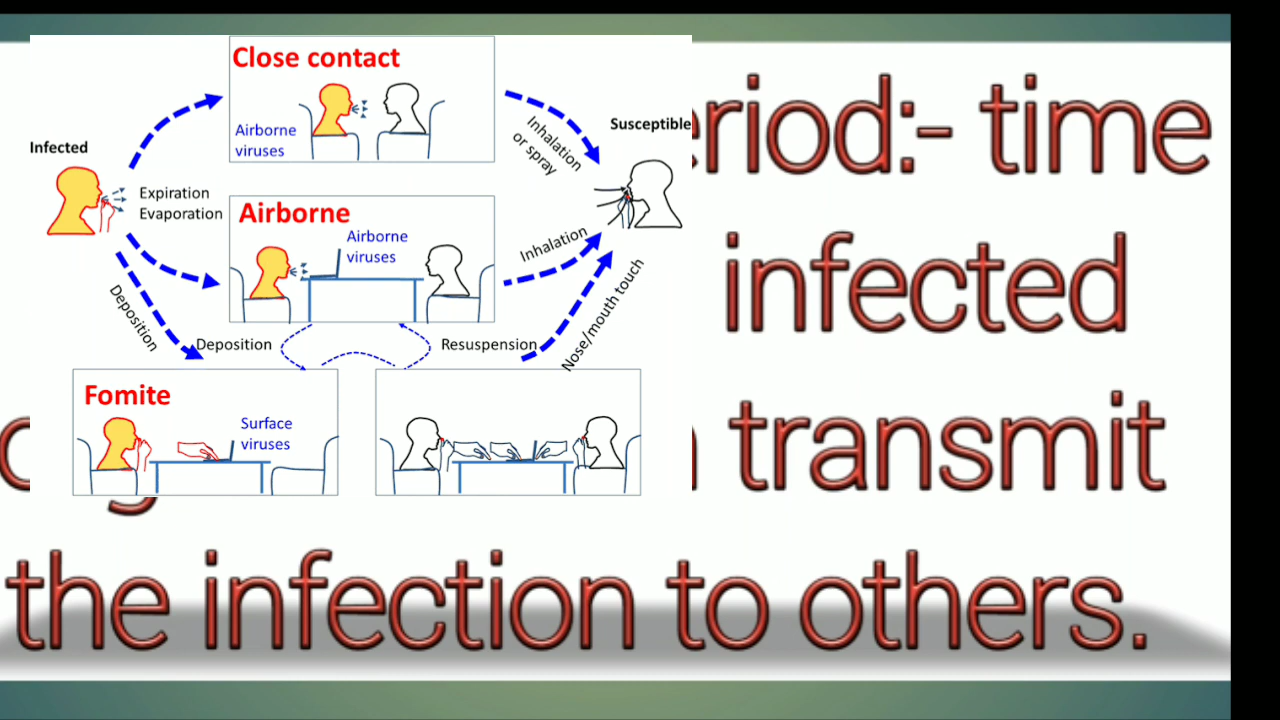 Close contact
Airborne
viruses
Infected
Expiration
Evaporation
Inhalation
or spray
Susceptible
Airborne
Airborne
viruses
Inhalation
Deposition
Deposition
Resuspension
Nose/mouth touch
Fomite
Surface
viruses
time
infected
transmit
the infection to others.